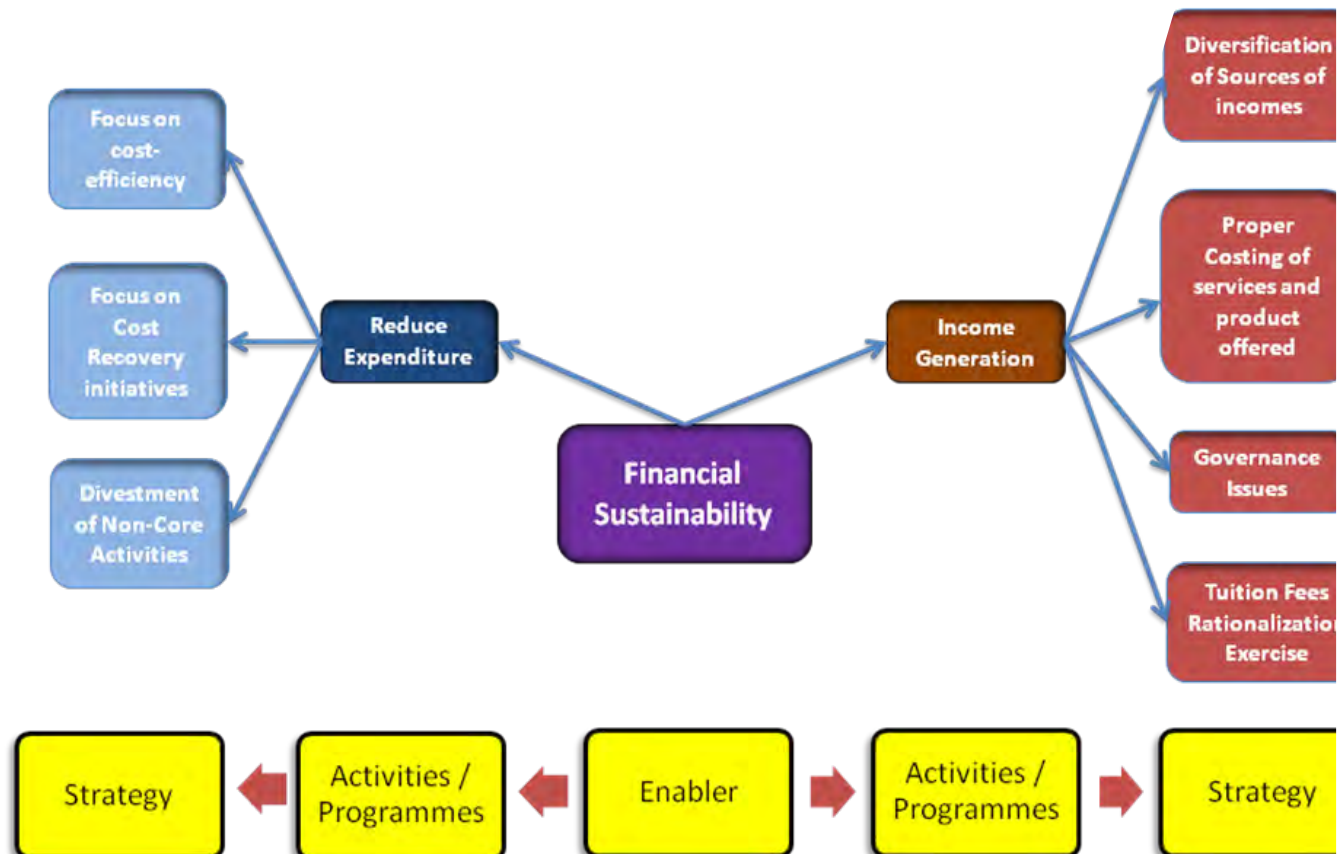 Focus on
cost-
efficiency
Focus on
Cost
Recovery
initiatives
Divestment
of Non-Core
Activities
Reduce
Expenditure
Financial
Sustainability
Income
Generation
Diversification
of Sources of
incomes
Proper
Costing of
services and
product
offered
Governance
Issues
Tuition Fees
Rationalization
Exercise
Strategy
Activities /
Programmes
Enabler
Activities /
Programmes
Strategy